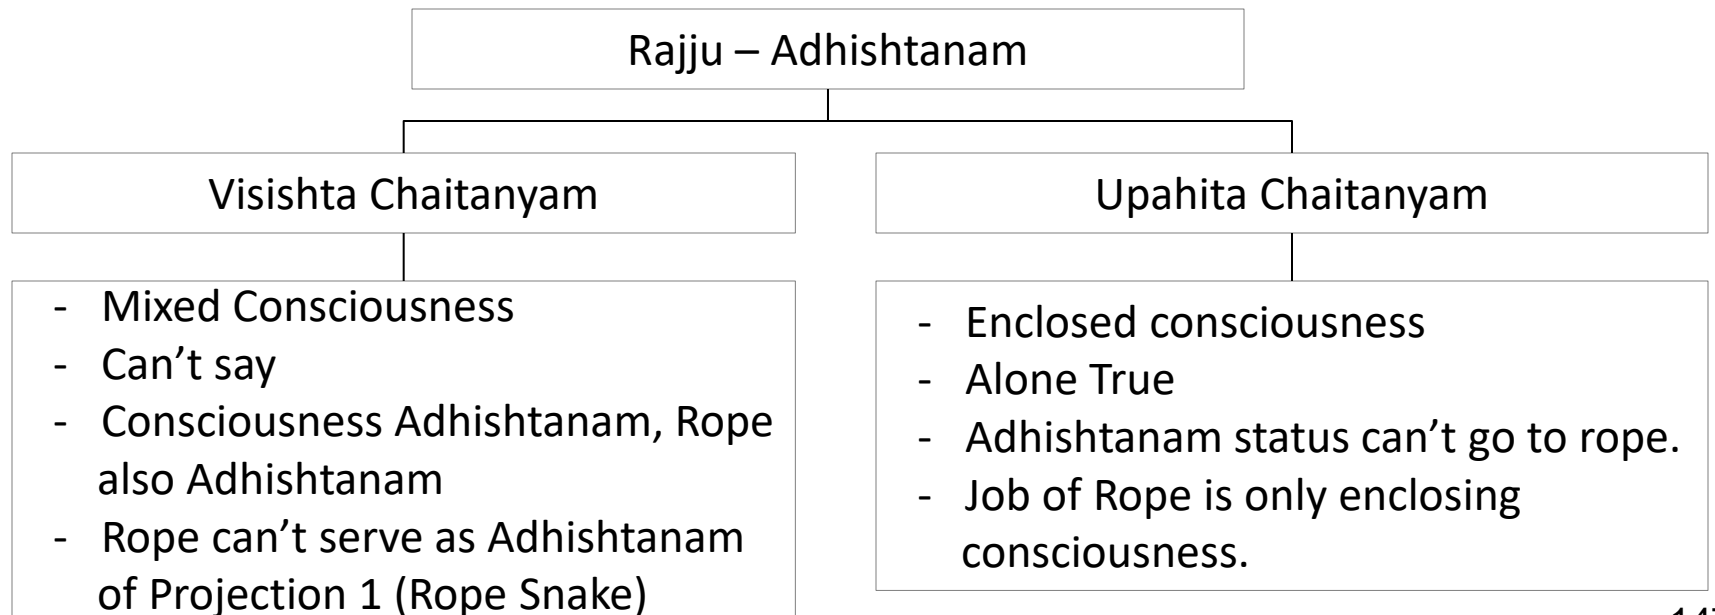 Rajju – Adhishtanam
Visishta Chaitanyam
- Mixed Consciousness
- Can’t say
- Consciousness Adhishtanam, Rope
also Adhishtanam
- Rope can’t serve as Adhishtanam
of Projection 1 (Rope Snake)
Upahita Chaitanyam
- Enclosed consciousness
- Alone True
- Adhishtanam status can’t go to rope.
- Job of Rope is only enclosing
consciousness.